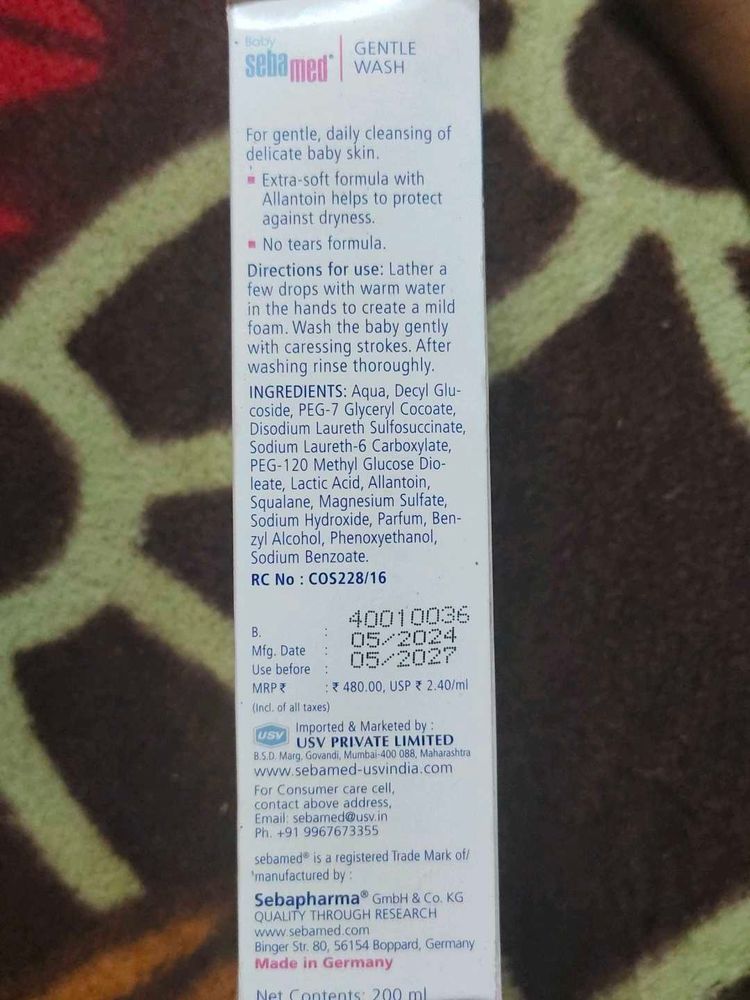 Baby
sebamed®
GENTLE
WASH
For gentle, daily cleansing of
delicate baby skin.
Extra-soft formula with
Allantoin helps to protect
against dryness.
No tears formula.
Directions for use: Lather a
few drops with warm water
in the hands to create a mild
foam. Wash the baby gently
with caressing strokes. After
washing rinse thoroughly.
INGREDIENTS: Aqua, Decyl Glu-
coside, PEG-7 Glyceryl Cocoate,
Disodium Laureth Sulfosuccinate,
Sodium Laureth-6 Carboxylate,
PEG-120 Methyl Glucose Dio-
leate, Lactic Acid, Allantoin,
Squalane, Magnesium Sulfate,
Sodium Hydroxide, Parfum, Ben-
zyl Alcohol, Phenoxyethanol,
Sodium Benzoate.
RC No : COS228/16
B. : 40010036
Mfg. Date : 05/2024
Use before : 05/2027
MRP ₹ : ₹ 480.00, USP ₹ 2.40/ml
(Incl. of all taxes)
USV
Imported & Marketed by :
USV PRIVATE LIMITED
B.S.D. Marg, Govandi, Mumbai-400 088, Maharashtra
www.sebamed-usvindia.com
For Consumer care cell,
contact above address,
Email: sebamed@usv.in
Ph. +91 9967673355
sebamed® is a registered Trade Mark of/
manufactured by :
Sebapharma® GmbH & Co. KG
QUALITY THROUGH RESEARCH
www.sebamed.com
Binger Str. 80, 56154 Boppard, Germany
Made in Germany
Net Contents: 200 ml